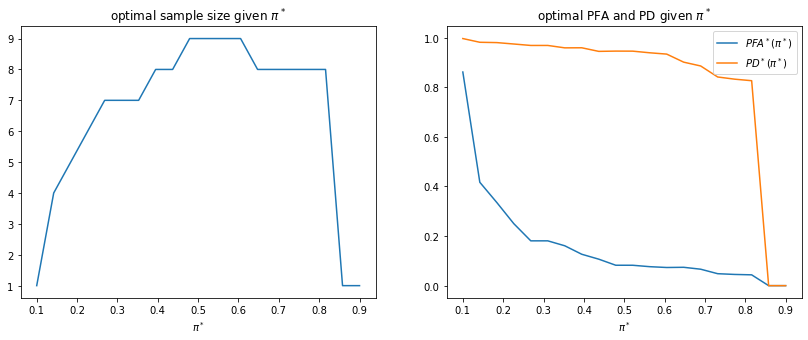 optimal sample size given π*
9
8
7
6
5
4
3
2
1
0.1 0.2 0.3 0.4 0.5 0.6 0.7 0.8 0.9
π*
optimal PFA and PD given π*
PFA*(π*)
PD*(π*)
1.0
0.8
0.6
0.4
0.2
0.0
0.1 0.2 0.3 0.4 0.5 0.6 0.7 0.8 0.9
π*